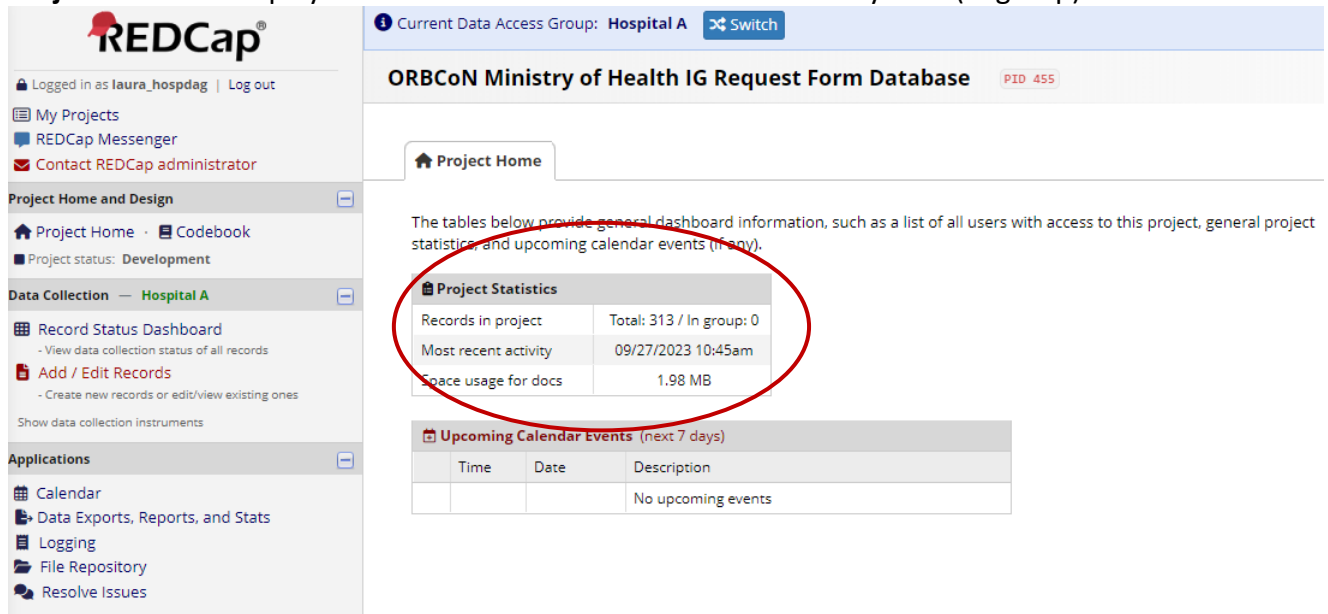 REDCap®
Logged in as laura_hospdag | Log out
My Projects
REDCap Messenger
Contact REDCap administrator
Project Home and Design
Project Home · Codebook
Project status: Development
Data Collection — Hospital A
Record Status Dashboard
- View data collection status of all records
Add / Edit Records
- Create new records or edit/view existing ones
Show data collection instruments
Applications
Calendar
Data Exports, Reports, and Stats
Logging
File Repository
Resolve Issues
Current Data Access Group: Hospital A Switch
ORBCoN Ministry of Health IG Request Form Database PID 455
Project Home
The tables below provide general dashboard information, such as a list of all users with access to this project, general project
statistics, and upcoming calendar events (if any).
Project Statistics
Records in project Total: 313 / In group: 0
Most recent activity 09/27/2023 10:45am
Space usage for docs 1.98 MB
Upcoming Calendar Events (next 7 days)
Time Date Description
No upcoming events